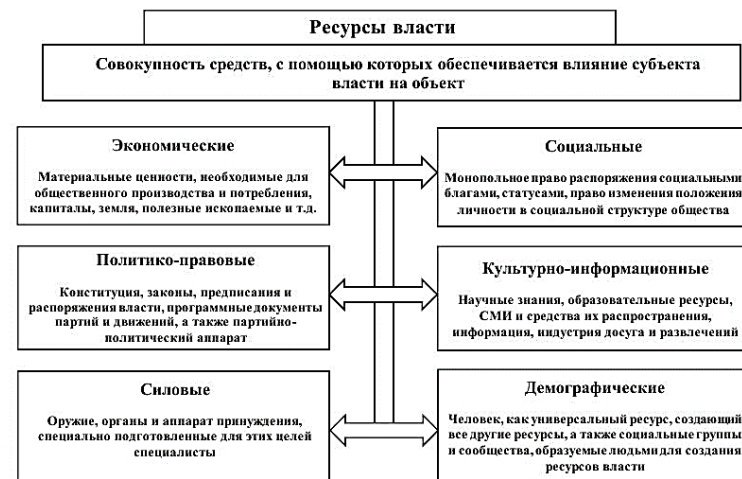 Ресурсы власти
Совокупность средств, с помощью которых обеспечивается влияние субъекта
власти на объект
Экономические
Материальные ценности, необходимые для
общественного производства и потребления,
капиталы, земля, полезные ископаемые и т.д.
Социальные
Монопольное право распоряжения социальными
благами, статусами, право изменения положения
личности в социальной структуре общества
Политико-правовые
Конституция, законы, предписания и
распоряжения власти, программные документы
партий и движений, а также партийно-
политический аппарат
Культурно-информационные
Научные знания, образовательные ресурсы,
СМИ и средства их распространения,
информация, индустрия досуга и развлечений
Силовые
Оружие, органы и аппарат принуждения,
специально подготовленные для этих целей
специалисты
Демографические
Человек, как универсальный ресурс, создающий
все другие ресурсы, а также социальные группы
и сообщества, образуемые людьми для создания
ресурсов власти